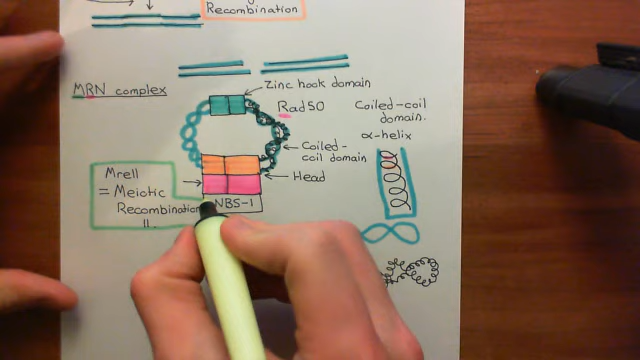 Recombination
MRN complex
Zinc hook domain
Rad50
Coiled-coil
domain.
α-helix
Coiled-
coil domain
Head
Mre11
= Meiotic
Recombination
11.
NBS-1